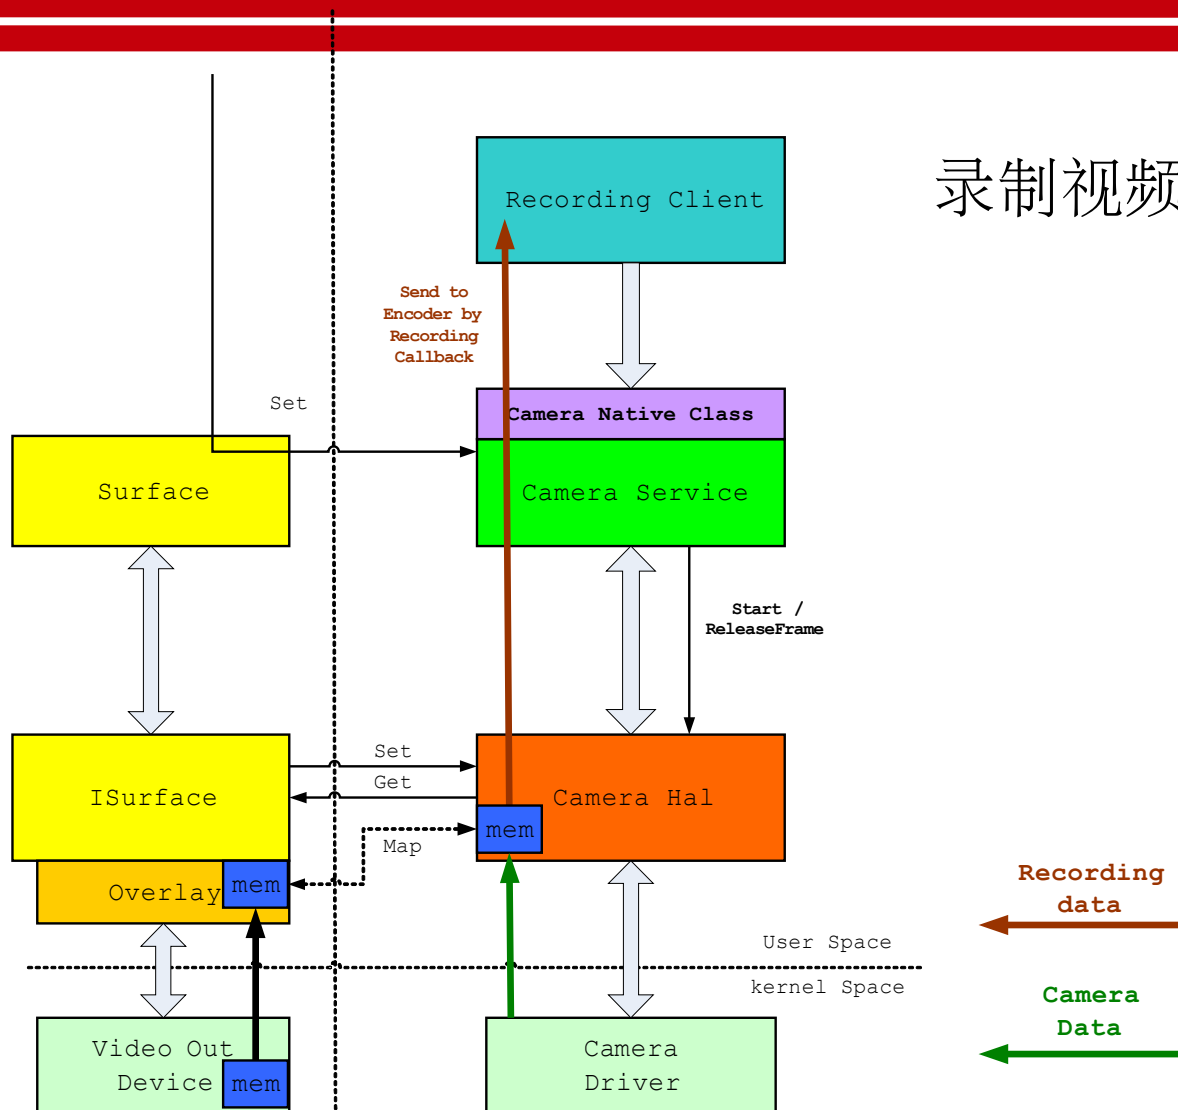 录制视频
Recording Client
Send to
Encoder by
Recording
Callback
Set
Camera Native Class
Surface
Camera Service
Start /
ReleaseFrame
Set
Get
ISurface
Camera Hal
mem
Map
Overlay
mem
Recording
data
User Space
kernel Space
Camera
Data
Video Out
Device
mem
Camera
Driver